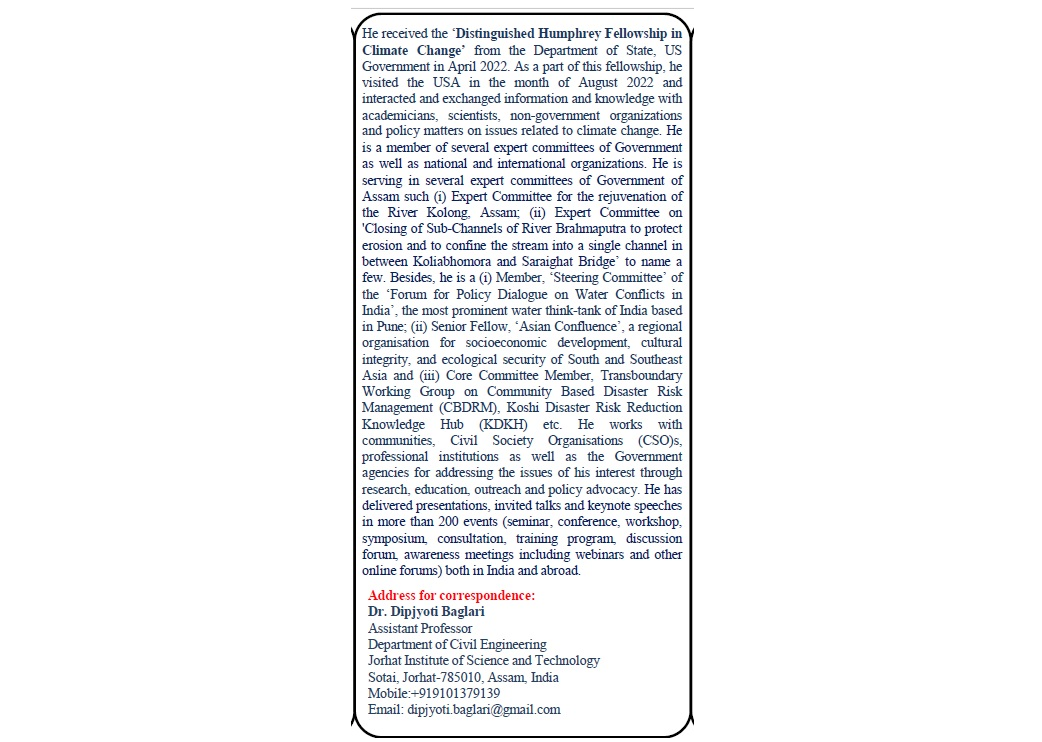 He received the ‘Distinguished Humphrey Fellowship in
Climate Change’ from the Department of State, US
Government in April 2022. As a part of this fellowship, he
visited the USA in the month of August 2022 and
interacted and exchanged information and knowledge with
academicians, scientists, non-government organizations
and policy matters on issues related to climate change. He
is a member of several expert committees of Government
as well as national and international organizations. He is
serving in several expert committees of Government of
Assam such (i) Expert Committee for the rejuvenation of
the River Kolong, Assam; (ii) Expert Committee on
'Closing of Sub-Channels of River Brahmaputra to protect
erosion and to confine the stream into a single channel in
between Koliabhomora and Saraighat Bridge’ to name a
few. Besides, he is a (i) Member, ‘Steering Committee’ of
the ‘Forum for Policy Dialogue on Water Conflicts in
India’, the most prominent water think-tank of India based
in Pune; (ii) Senior Fellow, ‘Asian Confluence’, a regional
organisation for socioeconomic development, cultural
integrity, and ecological security of South and Southeast
Asia and (iii) Core Committee Member, Transboundary
Working Group on Community Based Disaster Risk
Management (CBDRM), Koshi Disaster Risk Reduction
Knowledge Hub (KDKH) etc. He works with
communities, Civil Society Organisations (CSO)s,
professional institutions as well as the Government
agencies for addressing the issues of his interest through
research, education, outreach and policy advocacy. He has
delivered presentations, invited talks and keynote speeches
in more than 200 events (seminar, conference, workshop,
symposium, consultation, training program, discussion
forum, awareness meetings including webinars and other
online forums) both in India and abroad.
Address for correspondence:
Dr. Dipjyoti Baglari
Assistant Professor
Department of Civil Engineering
Jorhat Institute of Science and Technology
Sotai, Jorhat-785010, Assam, India
Mobile:+919101379139
Email: dipjyoti.baglari@gmail.com